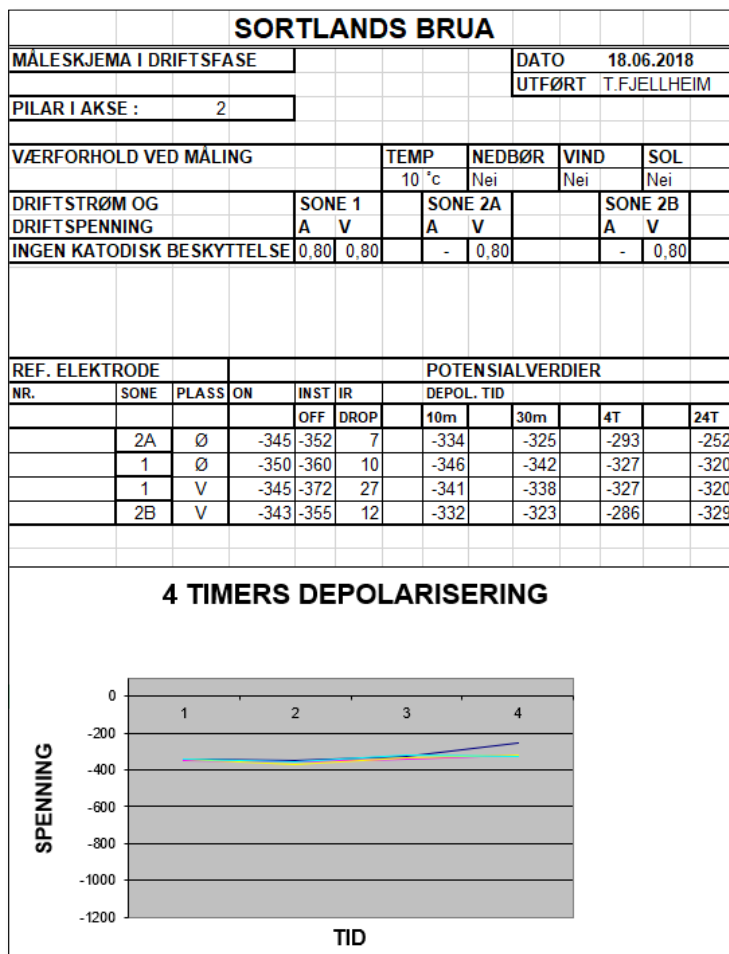 SORTLANDS BRUA
MÅLESKJEMA I DRIFTSFASE DATO 18.06.2018
UTFØRT T.FJELLHEIM
PILAR I AKSE : 2
VÆRFORHOLD VED MÅLING TEMP NEDBØR VIND SOL
10 °c Nei Nei Nei
DRIFTSTRØM OG SONE 1 SONE 2A SONE 2B
DRIFTSPENNING A V A V A V
INGEN KATODISK BESKYTTELSE 0,80 0,80 - 0,80 - 0,80
REF. ELEKTRODE POTENSIALVERDIER
NR. SONE PLASS ON INST IR DEPOL. TID
OFF DROP 10m 30m 4T 24T
2A Ø -345 -352 7 -334 -325 -293 -252
1 Ø -350 -360 10 -346 -342 -327 -320
1 V -345 -372 27 -341 -338 -327 -320
2B V -343 -355 12 -332 -323 -286 -329
4 TIMERS DEPOLARISERING
0
1 2 3 4
-200
-400
-600
-800
-1000
-1200
SPENNING
TID